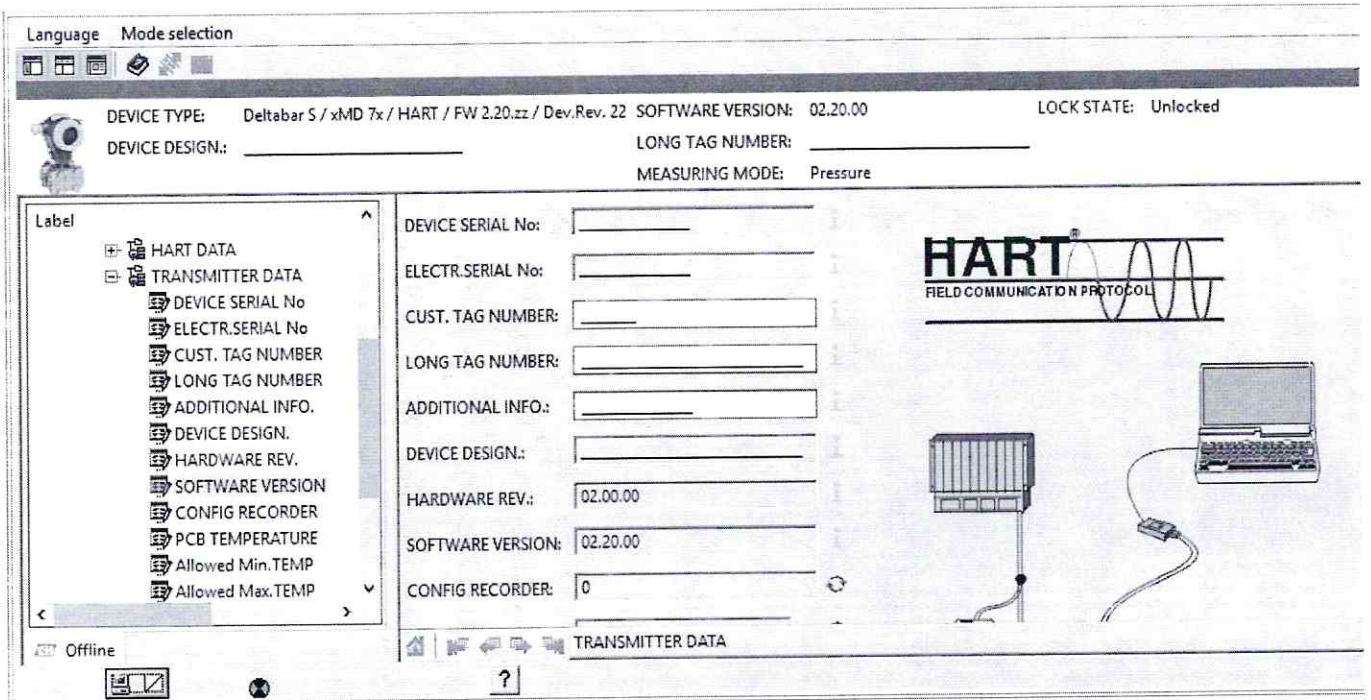 Language Mode selection
DEVICE TYPE: Deltabar S / xMD 7x / HART / FW 2.20.zz / Dev.Rev. 22 SOFTWARE VERSION: 02.20.00 LOCK STATE: Unlocked
DEVICE DESIGN.: LONG TAG NUMBER:
MEASURING MODE: Pressure
Label
HART DATA
TRANSMITTER DATA
DEVICE SERIAL No
ELECTR.SERIAL No
CUST. TAG NUMBER
LONG TAG NUMBER
ADDITIONAL INFO.
DEVICE DESIGN.
HARDWARE REV.
SOFTWARE VERSION
CONFIG RECORDER
PCB TEMPERATURE
Allowed Min.TEMP
Allowed Max.TEMP
DEVICE SERIAL No:
ELECTR.SERIAL No:
CUST. TAG NUMBER:
LONG TAG NUMBER:
ADDITIONAL INFO.:
DEVICE DESIGN.:
HARDWARE REV.: 02.00.00
SOFTWARE VERSION: 02.20.00
CONFIG RECORDER: 0
HART®
FIELD COMMUNICATION PROTOCOL
TRANSMITTER DATA
Offline
?